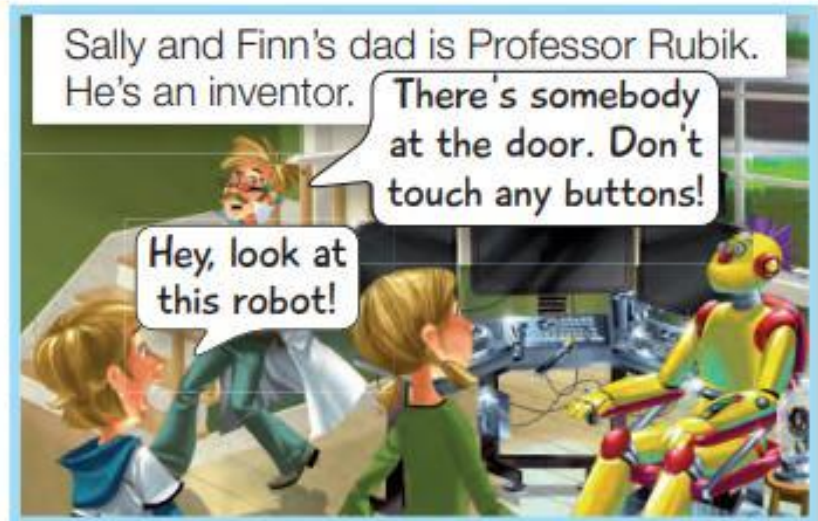 Sally and Finn's dad is Professor Rubik.
He's an inventor.
There's somebody
at the door. Don't
touch any buttons!
Hey, look at
this robot!